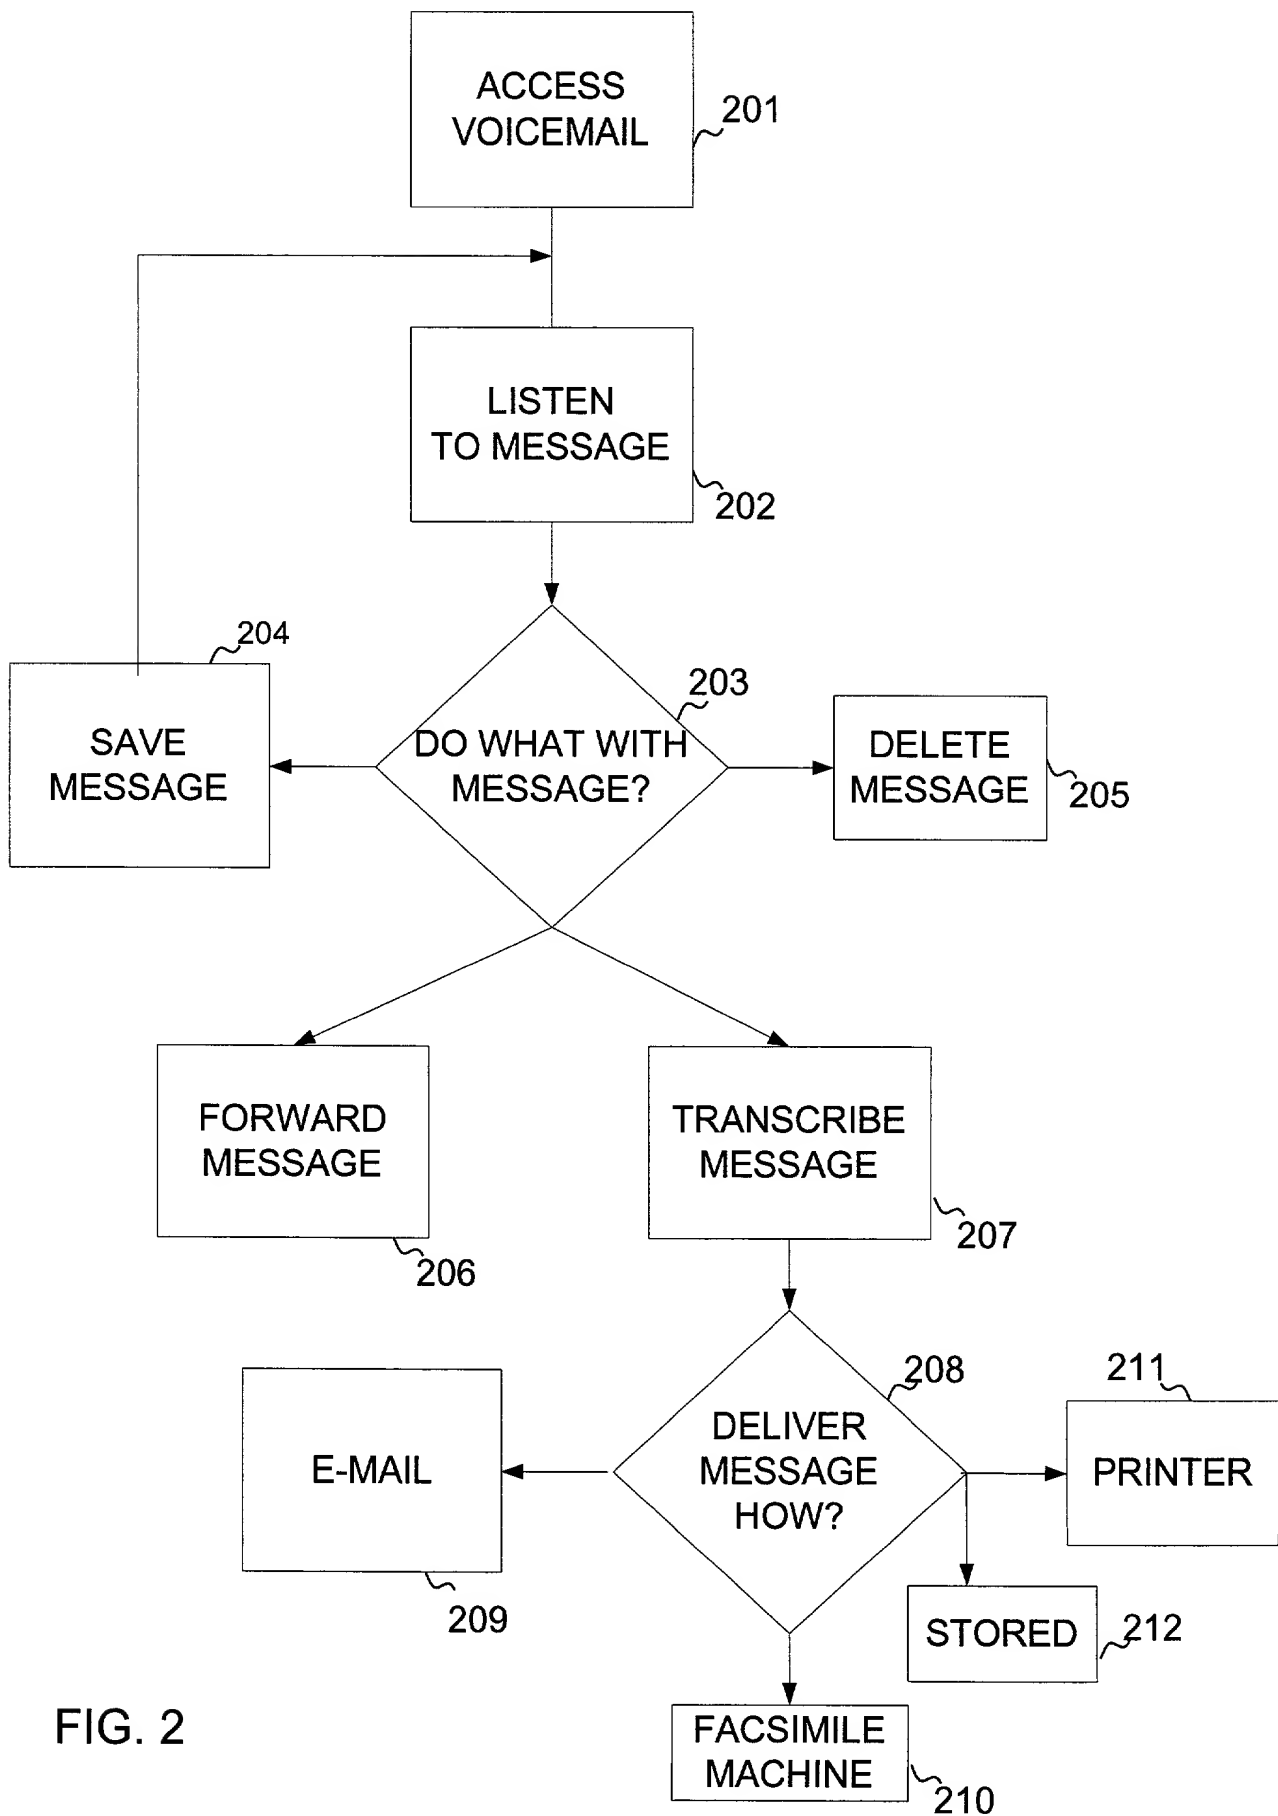 ACCESS
VOICEMAIL
201
LISTEN
TO MESSAGE
202
204
203
SAVE
MESSAGE
DO WHAT WITH
MESSAGE?
DELETE
MESSAGE
205
FORWARD
MESSAGE
206
TRANSCRIBE
MESSAGE
207
208
211
E-MAIL
209
DELIVER
MESSAGE
HOW?
PRINTER
STORED
212
FIG. 2
FACSIMILE
MACHINE
210